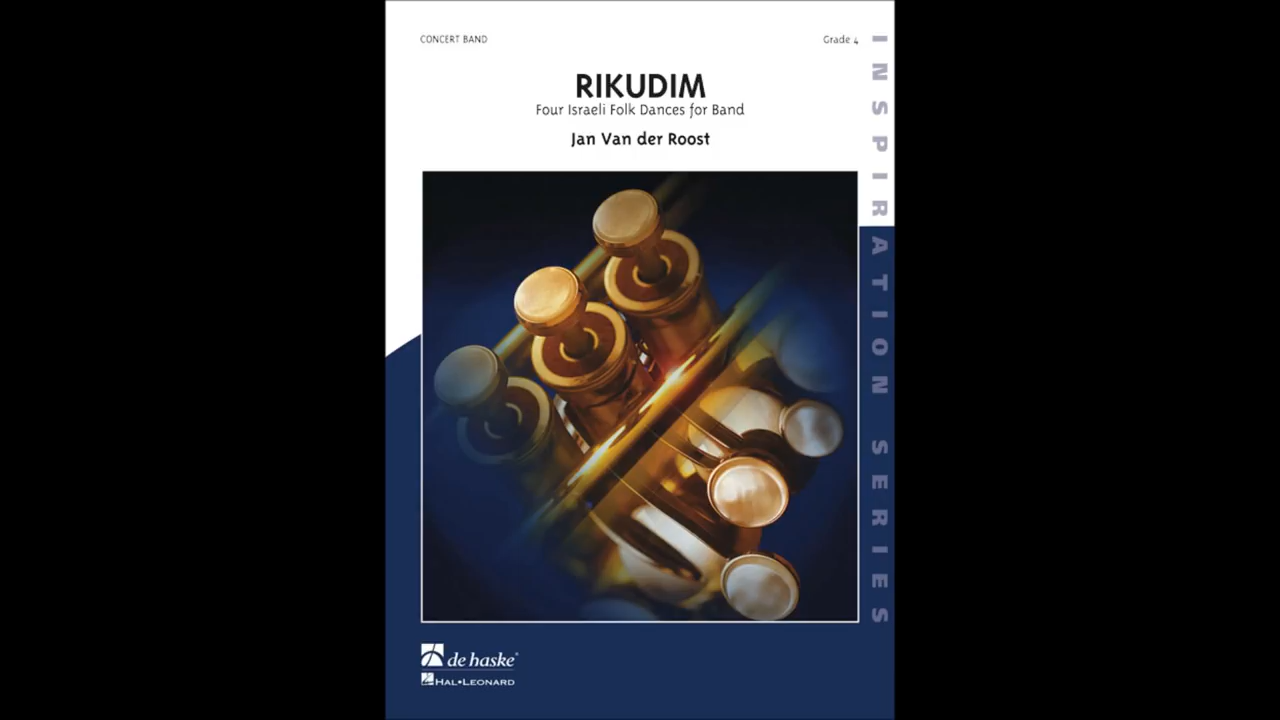 CONCERT BAND
Grade 4
RIKUDIM
Four Israeli Folk Dances for Band
Jan Van der Roost
INSPIRATION SERIES
de haske®
HAL•LEONARD